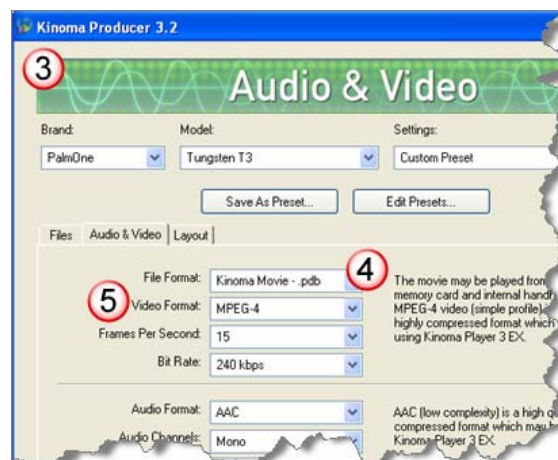 Kinoma Producer 3.2
3
Audio & Video
Brand: Model: Settings:
PalmOne Tungsten T3 Custom Preset
Save As Preset... Edit Presets...
Files Audio & Video Layout
File Format: Kinoma Movie - .pdb 4
The movie may be played from
memory card and internal
5 Video Format: MPEG-4
MPEG-4 video (simple profile)
highly compressed format which
Frames Per Second: 15
using Kinoma Player 3 EX.
Bit Rate: 240 kbps
Audio Format: AAC
AAC (low complexity) is a high
compressed format which may
Audio Channels: Mono
Kinoma Player 3 EX.